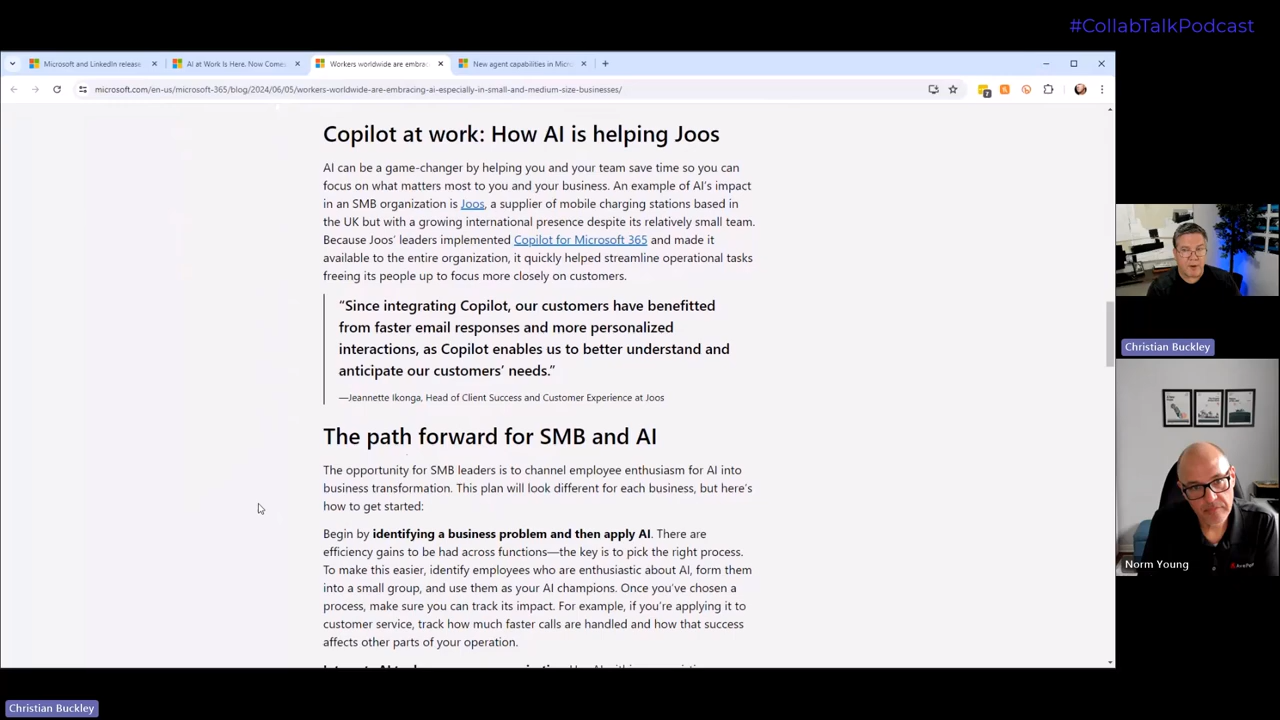 #CollabTalkPodcast
Microsoft and LinkedIn release
AI at Work Is Here. Now Comes
Workers worldwide are embrac
New agent capabilities in Micro
microsoft.com/en-us/microsoft-365/blog/2024/06/05/workers-worldwide-are-embracing-ai-especially-in-small-and-medium-size-businesses/
Copilot at work: How AI is helping Joos
AI can be a game-changer by helping you and your team save time so you can
focus on what matters most to you and your business. An example of AI's impact
in an SMB organization is Joos, a supplier of mobile charging stations based in
the UK but with a growing international presence despite its relatively small team.
Because Joos' leaders implemented Copilot for Microsoft 365 and made it
available to the entire organization, it quickly helped streamline operational tasks
freeing its people up to focus more closely on customers.
"Since integrating Copilot, our customers have benefitted
from faster email responses and more personalized
interactions, as Copilot enables us to better understand and
anticipate our customers' needs."
—Jeannette Ikonga, Head of Client Success and Customer Experience at Joos
The path forward for SMB and AI
The opportunity for SMB leaders is to channel employee enthusiasm for AI into
business transformation. This plan will look different for each business, but here's
how to get started:
Begin by identifying a business problem and then apply AI. There are
efficiency gains to be had across functions—the key is to pick the right process.
To make this easier, identify employees who are enthusiastic about AI, form them
into a small group, and use them as your AI champions. Once you've chosen a
process, make sure you can track its impact. For example, if you're applying it to
customer service, track how much faster calls are handled and how that success
affects other parts of your operation.
Christian Buckley
Norm Young
AvePoint
Christian Buckley